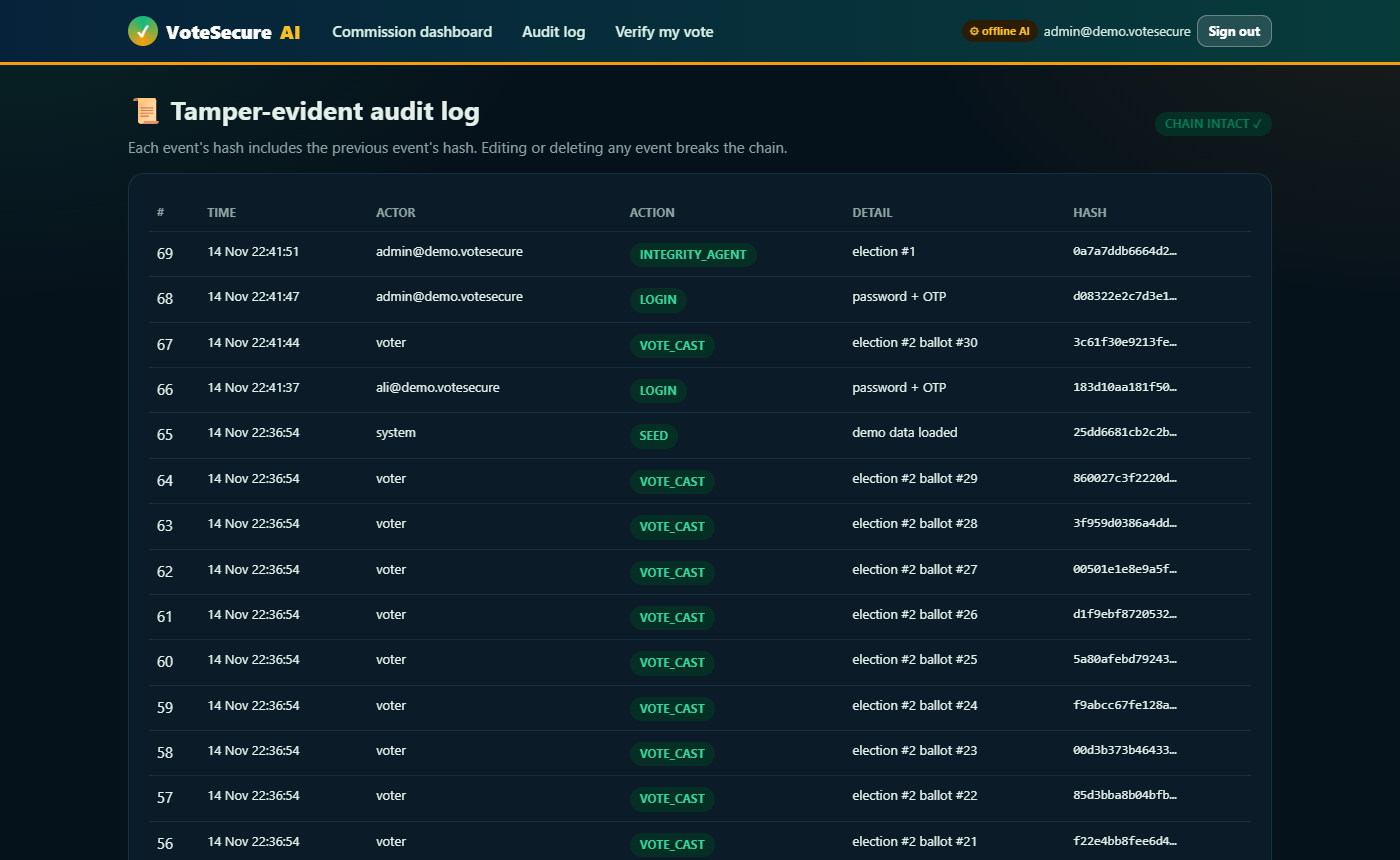 VoteSecure AI Commission dashboard Audit log Verify my vote ⚙ offline AI admin@demo.votesecure Sign out
Tamper-evident audit log
CHAIN INTACT ✓
Each event's hash includes the previous event's hash. Editing or deleting any event breaks the chain.
# TIME ACTOR ACTION DETAIL HASH
69 14 Nov 22:41:51 admin@demo.votesecure INTEGRITY_AGENT election #1 0a7a7ddb6664d2…
68 14 Nov 22:41:47 admin@demo.votesecure LOGIN password + OTP d08322e2c7d3e1…
67 14 Nov 22:41:44 voter VOTE_CAST election #2 ballot #30 3c61f30e9213fe…
66 14 Nov 22:41:37 ali@demo.votesecure LOGIN password + OTP 183d10aa181f50…
65 14 Nov 22:36:54 system SEED demo data loaded 25dd6681cb2c2b…
64 14 Nov 22:36:54 voter VOTE_CAST election #2 ballot #29 860027c3f2220d…
63 14 Nov 22:36:54 voter VOTE_CAST election #2 ballot #28 3f959d0386a4dd…
62 14 Nov 22:36:54 voter VOTE_CAST election #2 ballot #27 00501e1e8e9a5f…
61 14 Nov 22:36:54 voter VOTE_CAST election #2 ballot #26 d1f9ebf8720532…
60 14 Nov 22:36:54 voter VOTE_CAST election #2 ballot #25 5a80afebd79243…
59 14 Nov 22:36:54 voter VOTE_CAST election #2 ballot #24 f9abcc67fe128a…
58 14 Nov 22:36:54 voter VOTE_CAST election #2 ballot #23 00d3b373b46433…
57 14 Nov 22:36:54 voter VOTE_CAST election #2 ballot #22 85d3bba8b04bfb…
56 14 Nov 22:36:54 voter VOTE_CAST election #2 ballot #21 f22e4bb8fee6d4…